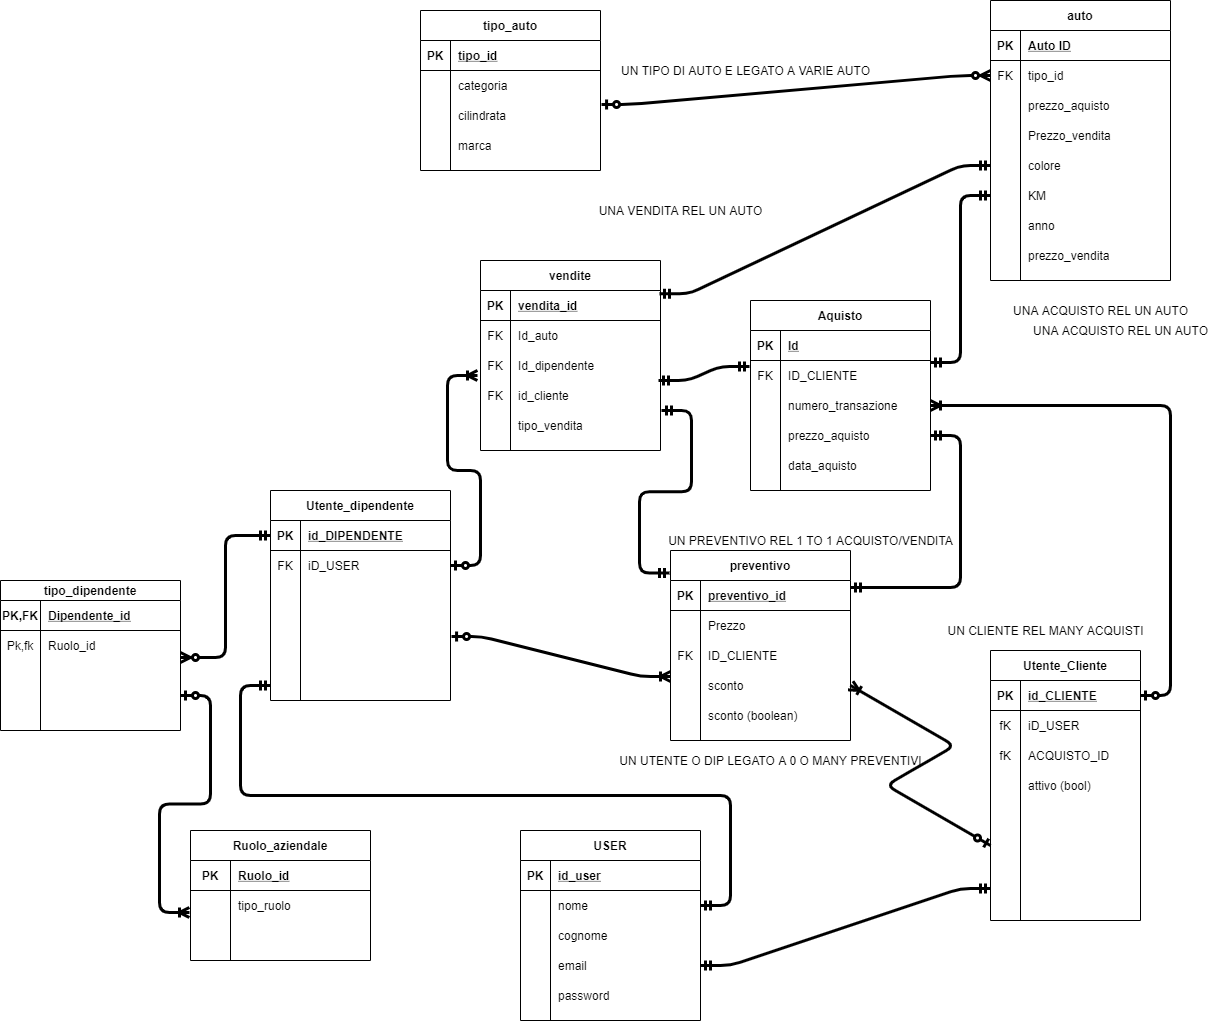 tipo_auto
PK tipo_id
categoria
cilindrata
marca
auto
PK Auto ID
FK tipo_id
prezzo_aquisto
Prezzo_vendita
colore
KM
anno
prezzo_vendita
UN TIPO DI AUTO E LEGATO A VARIE AUTO
UNA VENDITA REL UN AUTO
vendite
PK vendita_id
FK Id_auto
FK Id_dipendente
FK id_cliente
tipo_vendita
Aquisto
PK Id
FK ID_CLIENTE
numero_transazione
prezzo_aquisto
data_aquisto
UNA ACQUISTO REL UN AUTO
UNA ACQUISTO REL UN AUTO
Utente_dipendente
PK id_DIPENDENTE
FK iD_USER
UN PREVENTIVO REL 1 TO 1 ACQUISTO/VENDITA
preventivo
PK preventivo_id
Prezzo
FK ID_CLIENTE
sconto
sconto (boolean)
tipo_dipendente
PK,FK Dipendente_id
Pk,fk Ruolo_id
UN CLIENTE REL MANY ACQUISTI
Utente_Cliente
PK id_CLIENTE
fK iD_USER
fK ACQUISTO_ID
attivo (bool)
UN UTENTE O DIP LEGATO A 0 O MANY PREVENTIVI
Ruolo_aziendale
PK Ruolo_id
tipo_ruolo
USER
PK id_user
nome
cognome
email
password